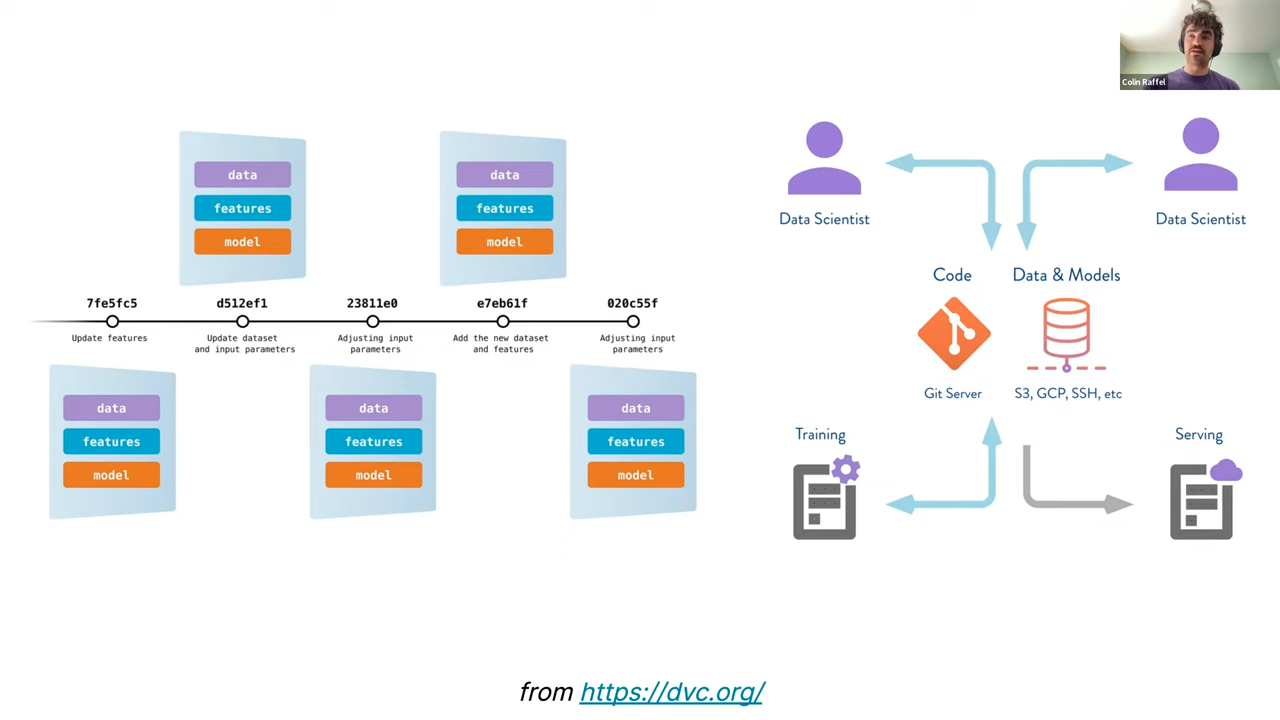 Colin Raffel
data
features
model
data
features
model
7fe5fc5
d512ef1
23811e0
e7eb61f
020c55f
Update features
Update dataset
and input parameters
Adjusting input
parameters
Add the new dataset
and features
Adjusting input
parameters
data
features
model
data
features
model
data
features
model
Data Scientist
Data Scientist
Code
Data & Models
Git Server
S3, GCP, SSH, etc
Training
Serving
from https://dvc.org/